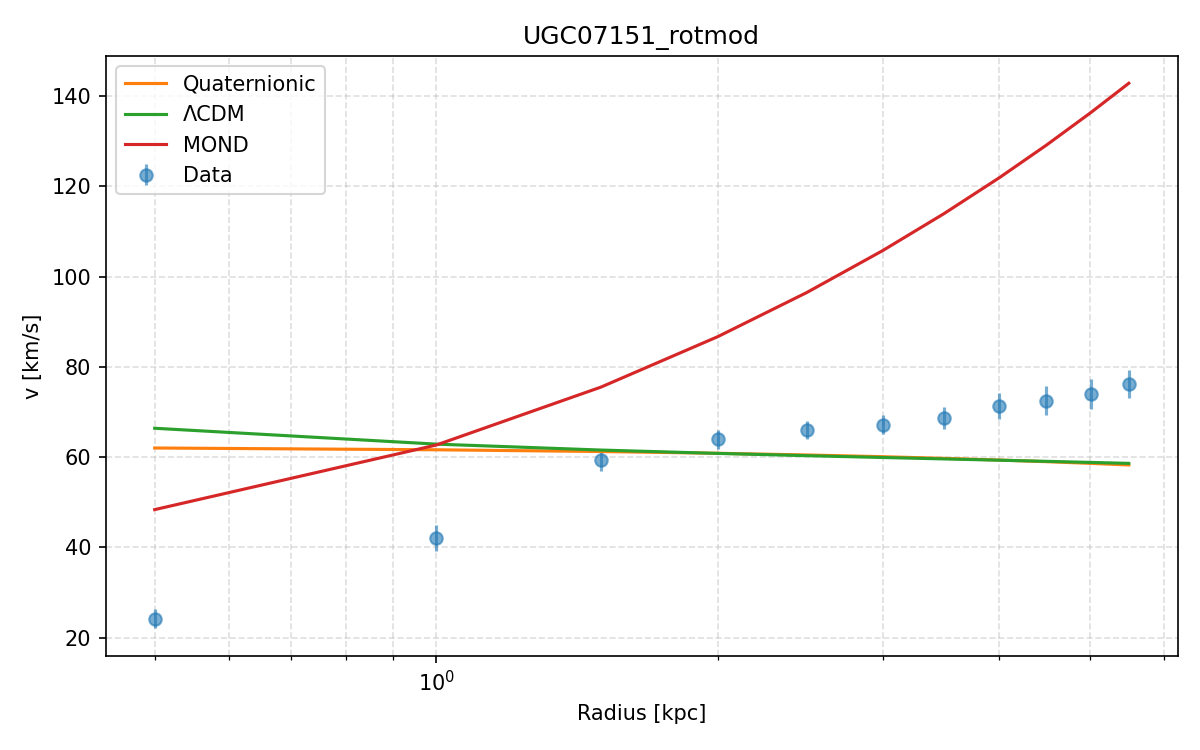 UGC07151_rotmod
Quaternionic
ΛCDM
MOND
Data
v [km/s]
140
120
100
80
60
40
20
10⁰
Radius [kpc]